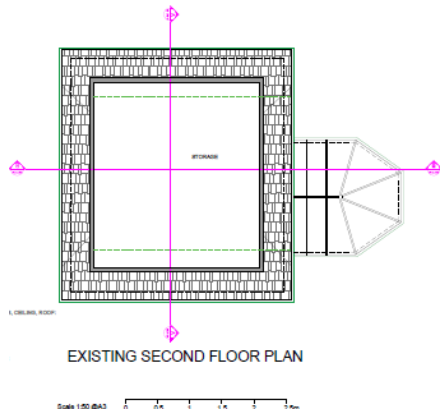 STORAGE
L, CEILING, ROOF:
EXISTING SECOND FLOOR PLAN
Scale 1:50 @A3 0 0.5 1 1.5 2 2.5m